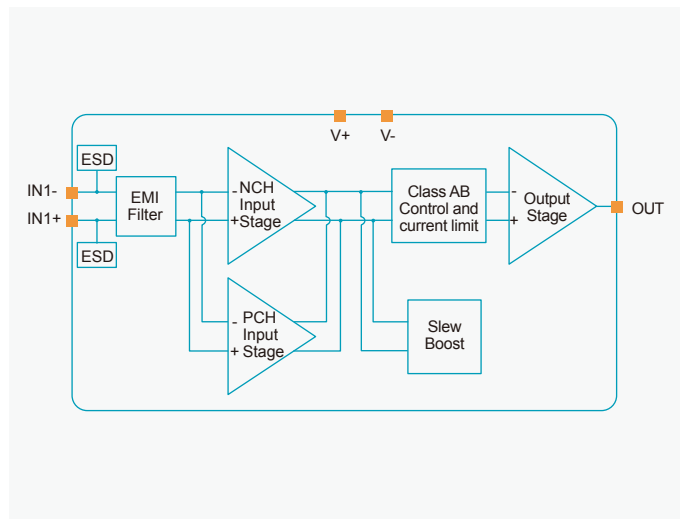 V+
V-
ESD
IN1-
IN1+
EMI
Filter
ESD
-NCH
Input
+Stage
-
PCH
Input
+ Stage
Class AB
Control and
current limit
Slew
Boost
-
Output
Stage
+
OUT